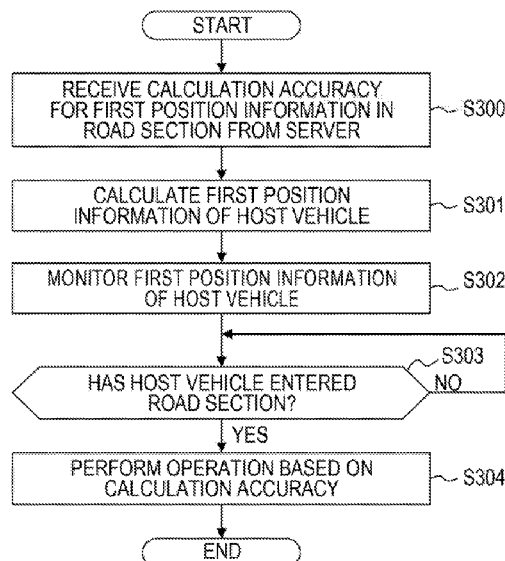 START
RECEIVE CALCULATION ACCURACY
FOR FIRST POSITION INFORMATION IN
ROAD SECTION FROM SERVER
S300
CALCULATE FIRST POSITION
INFORMATION OF HOST VEHICLE
S301
MONITOR FIRST POSITION INFORMATION
OF HOST VEHICLE
S302
S303
HAS HOST VEHICLE ENTERED
ROAD SECTION?
NO
YES
PERFORM OPERATION BASED ON
CALCULATION ACCURACY
S304
END